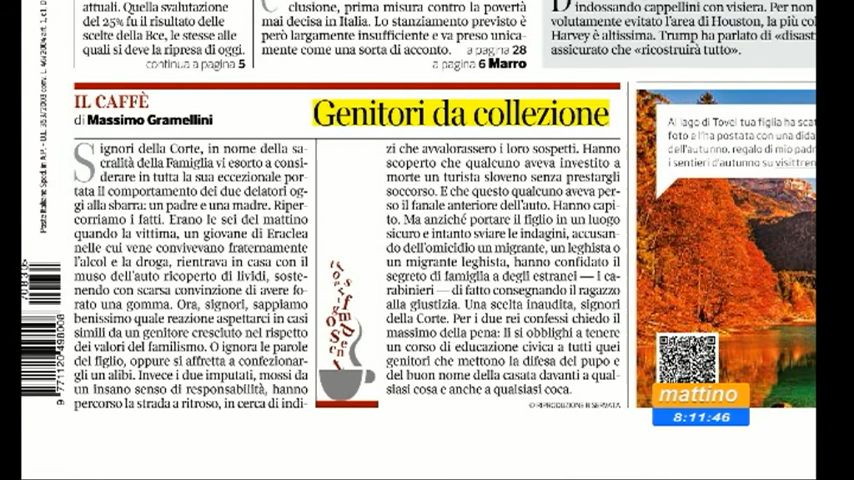 attuali. Quella svalutazione
del 25% fu il risultato delle
scelte della Bce, le stesse alle
quali si deve la ripresa di oggi.
continua a pagina 5
clusione, prima misura contro la povertà
mai decisa in Italia. Lo stanziamento previsto è
però largamente insufficiente e va preso unica-
mente come una sorta di acconto. a pagina 28
a pagina 6 Marro
indossando cappellini con visiera. Per non
volutamente evitato l'area di Houston, la più col
Harvey è altissima. Trump ha parlato di «disast
assicurato che «ricostruirà tutto».
IL CAFFÈ
di Massimo Gramellini
Genitori da collezione
Signori della Corte, in nome della sa-
cralità della Famiglia vi esorto a consi-
derare in tutta la sua eccezionale por-
tata il comportamento dei due delatori og-
gi alla sbarra: un padre e una madre. Riper-
corriamo i fatti. Erano le sei del mattino
quando la vittima, un giovane di Eraclea
nelle cui vene convivevano fraternamente
l'alcol e la droga, rientrava in casa con il
muso dell'auto ricoperto di lividi, soste-
nendo con scarsa convinzione di avere fo-
rato una gomma. Ora, signori, sappiamo
benissimo quale reazione aspettarci in casi
simili da un genitore cresciuto nel rispetto
dei valori del familismo. O ignora le parole
del figlio, oppure si affretta a confezionar-
gli un alibi. Invece i due imputati, mossi da
un insano senso di responsabilità, hanno
percorso la strada a ritroso, in cerca di indi-
zi che avvalorassero i loro sospetti. Hanno
scoperto che qualcuno aveva investito a
morte un turista sloveno senza prestargli
soccorso. E che questo qualcuno aveva per-
so il fanale anteriore dell'auto. Hanno capi-
to. Ma anziché portare il figlio in un luogo
sicuro e intanto sviare le indagini, accusan-
do dell'omicidio un migrante, un leghista o
un migrante leghista, hanno confidato il
segreto di famiglia a degli estranei — i ca-
rabinieri — di fatto consegnando il ragazzo
alla giustizia. Una scelta inaudita, signori
della Corte. Per i due rei confessi chiedo il
massimo della pena: li si obblighi a tenere
un corso di educazione civica a tutti quei
genitori che mettono la difesa del pupo e
del buon nome della casata davanti a qual-
siasi cosa e anche a qualsiasi coca.
© RIPRODUZIONE RISERVATA
Al lago di Tovel tua figlia ha scat
foto e l'ha postata con una dida
dell'autunno, regalo di mio pad
i sentieri d'autunno su visittren
mattino
8:11:46
Poste Italiane Sped. in A.P. - D.L. 353/2003 conv. L. 46/2004 art. 1, c1, D
70830
9 771120 498008